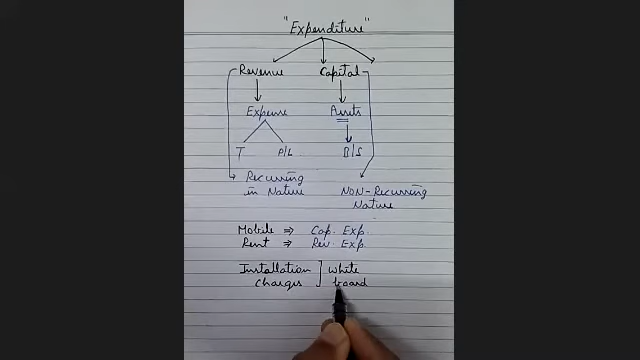 "Expenditure"
Revenue Capital
Expense Assets
T P/L B/S
Recurring in Nature
NON-Recurring Nature
Mobile ⇒ Cap. Exp.
Rent ⇒ Rev. Exp.
Installation White
Charges board